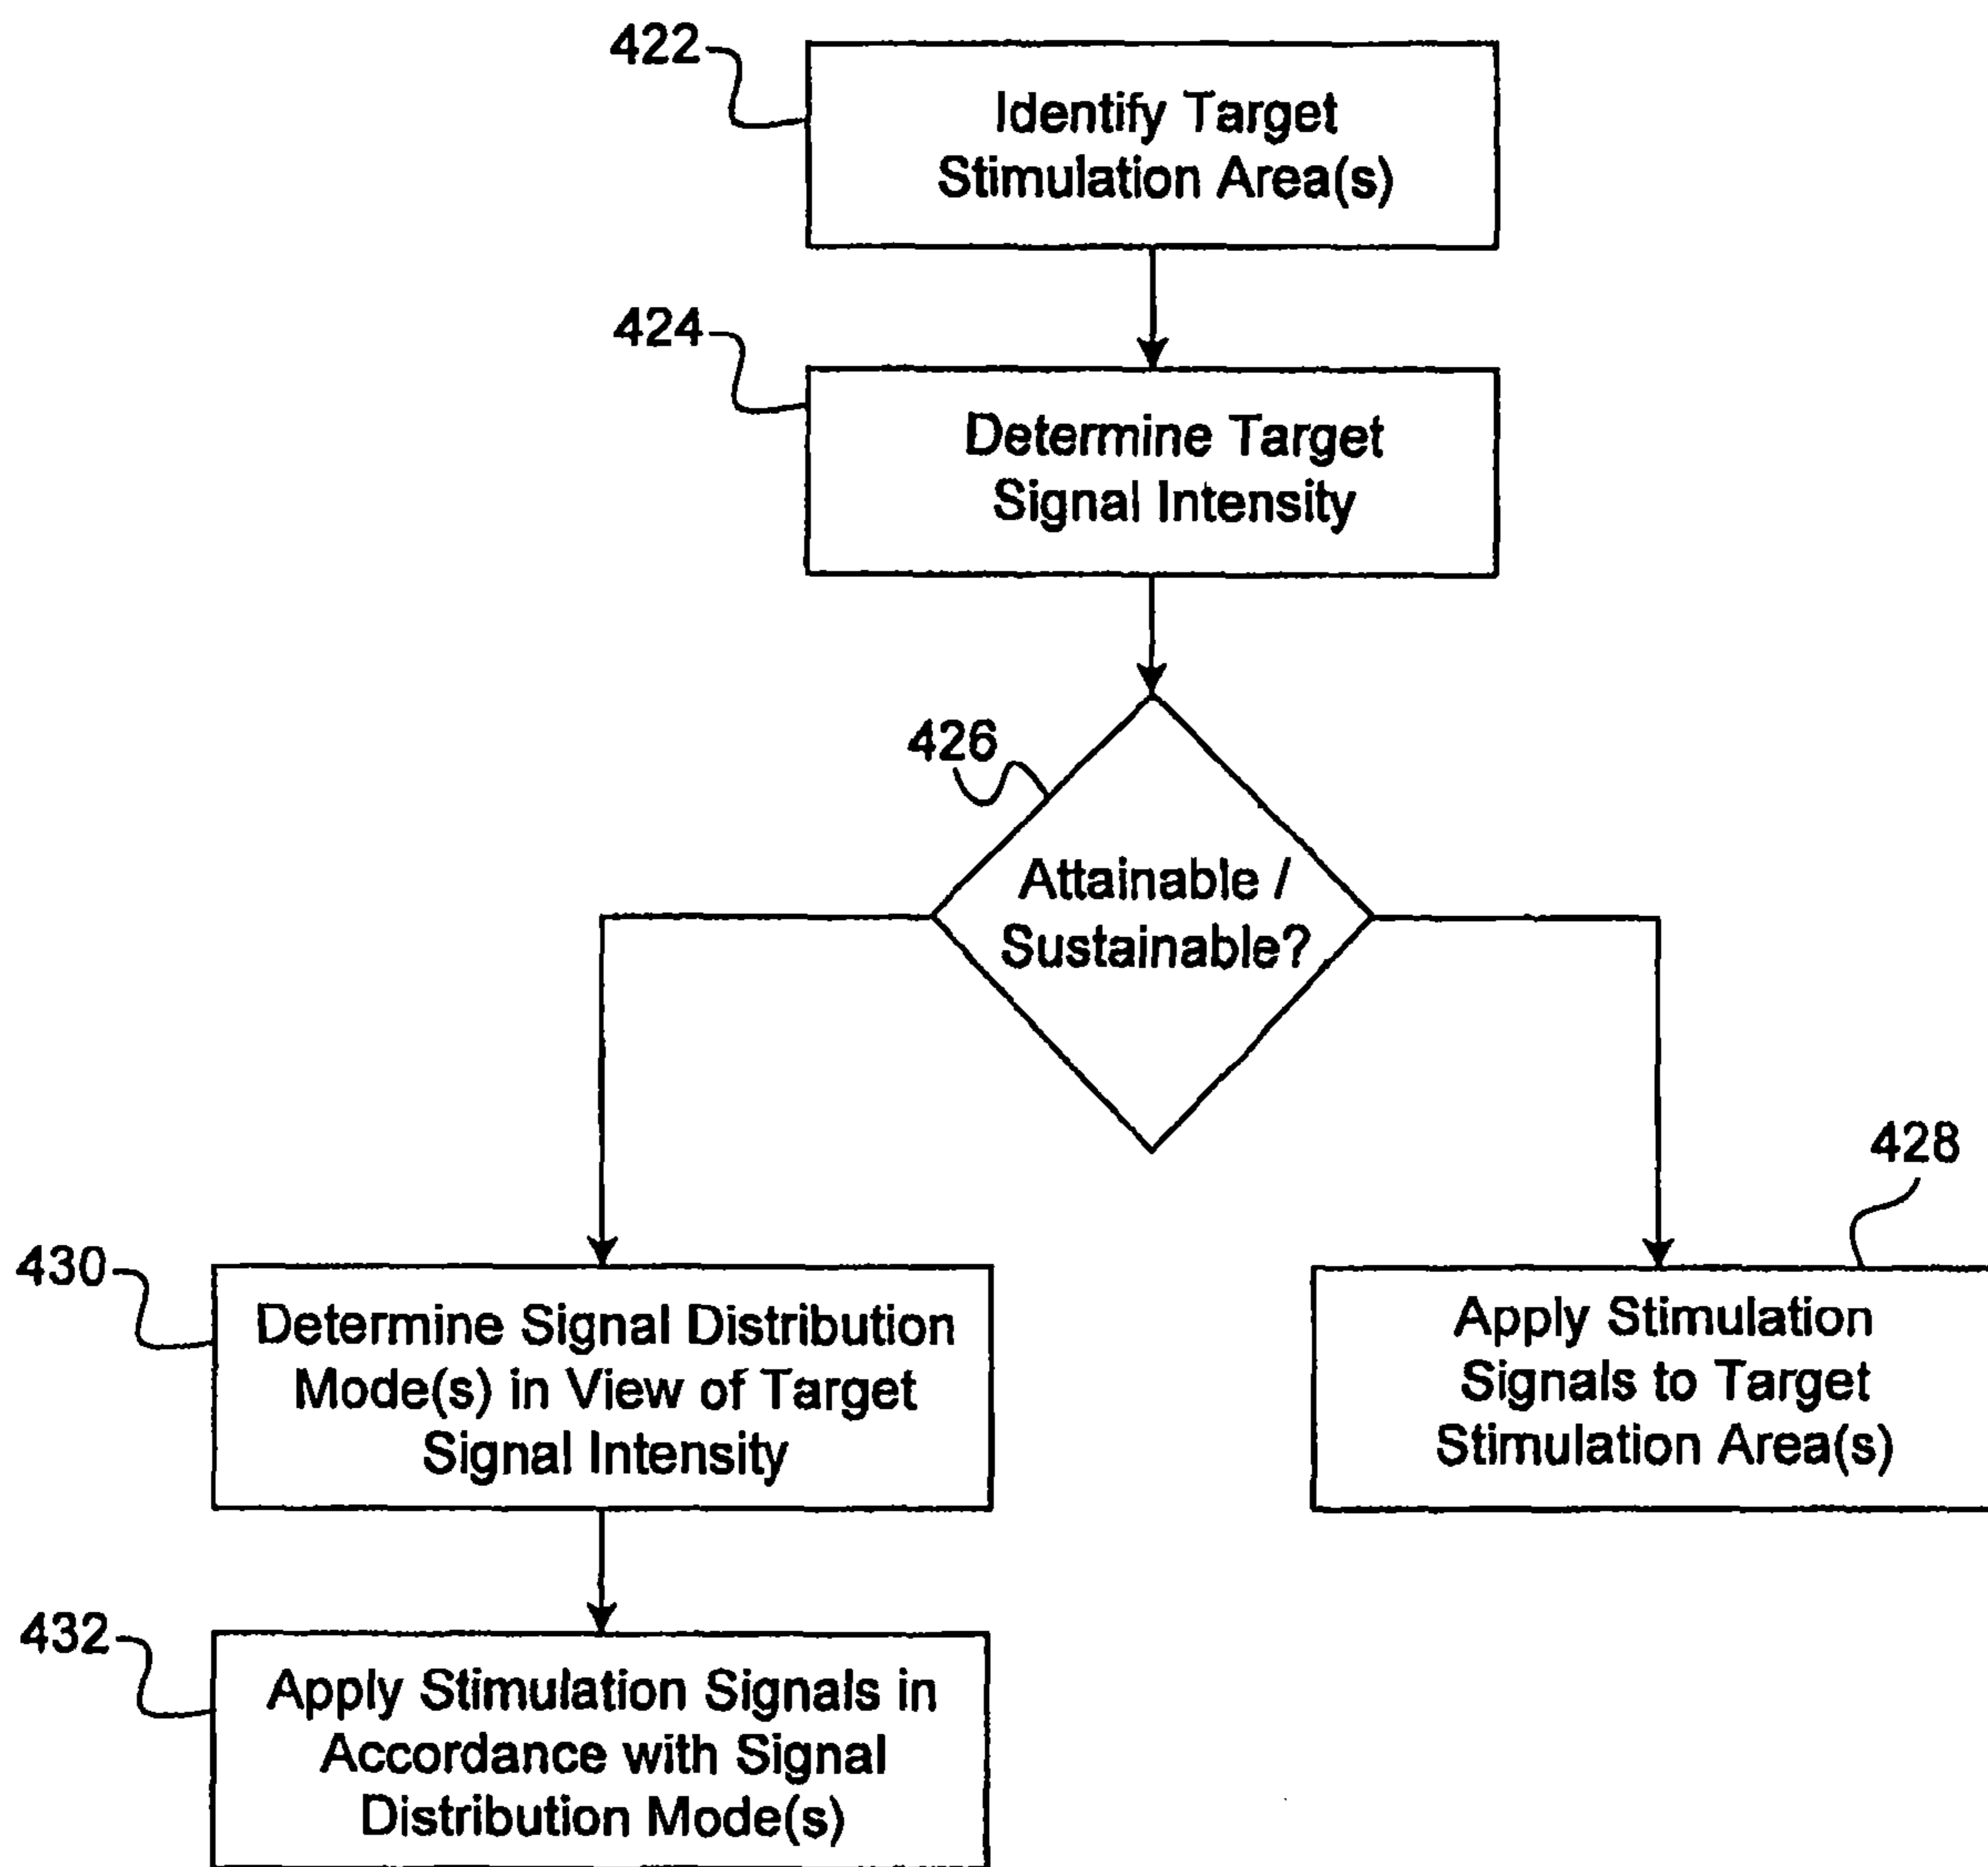 422
Identify Target
Stimulation Area(s)
424
Determine Target
Signal Intensity
426
Attainable /
Sustainable?
428
430
Determine Signal Distribution
Mode(s) in View of Target
Signal Intensity
Apply Stimulation
Signals to Target
Stimulation Area(s)
432
Apply Stimulation Signals in
Accordance with Signal
Distribution Mode(s)